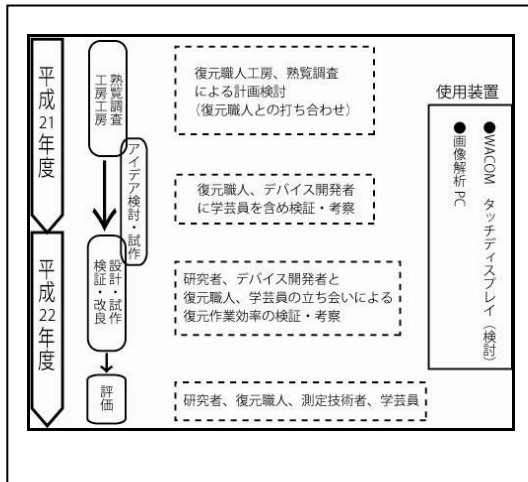 平成21年度
平成22年度
熟覧調査
工房工房
アイデア検討・試作
設計・試作
検証・改良
評価
復元職人工房、熟覧調査
による計画検討
(復元職人との打ち合わせ)
復元職人、デバイス開発者
に学芸員を含め検証・考察
研究者、デバイス開発者と
復元職人、学芸員の立ち会いによる
復元作業効率の検証・考察
研究者、復元職人、測定技術者、学芸員
使用装置
●WACOM タッチディスプレイ(検討)
●画像解析PC